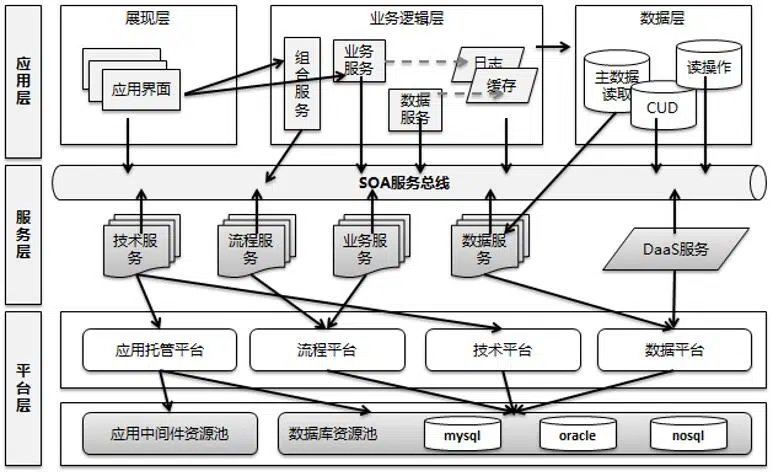 应用层
展现层
应用界面
业务逻辑层
组合服务
业务
服务
日志
缓存
数据
服务
数据层
主数据
读取
CUD
读操作
SOA服务总线
服务层
技术服
务
流程服
务
业务服
务
数据服
务
DaaS服务
平台层
应用托管平台
流程平台
技术平台
数据平台
应用中间件资源池
数据库资源池
mysql
oracle
nosql